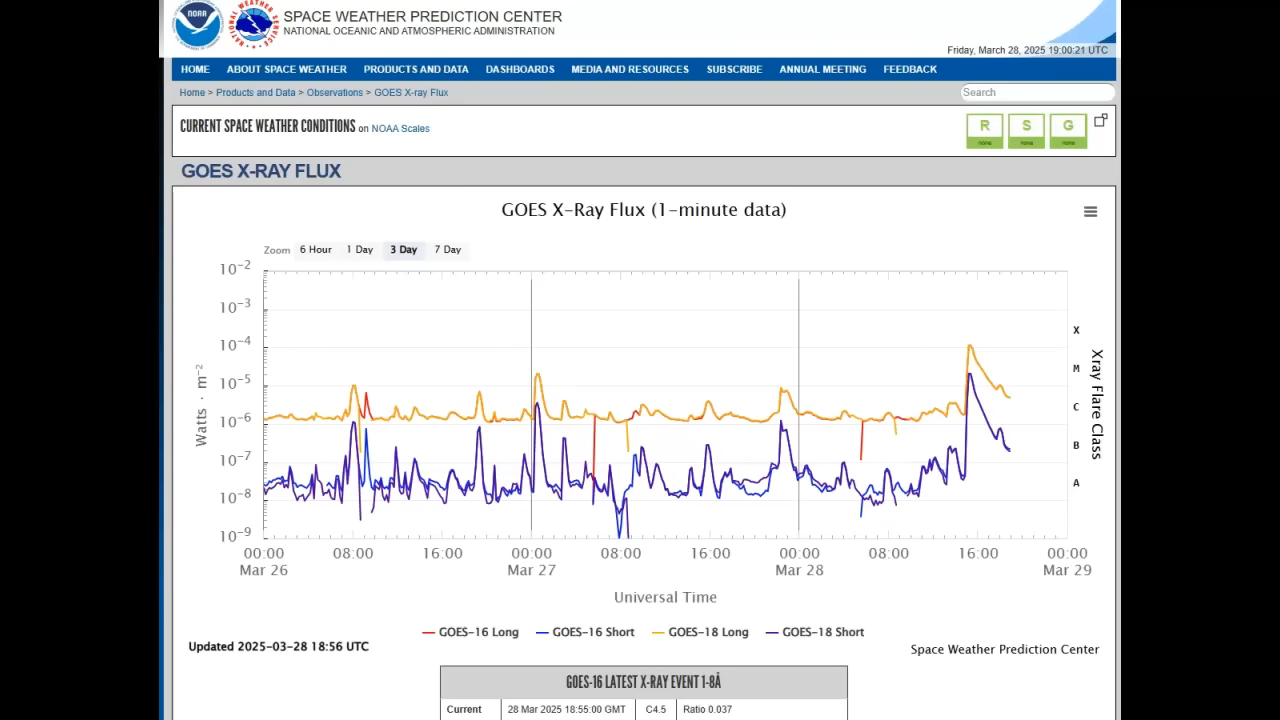 NOAA
NATIONAL WEATHER SERVICE
SPACE WEATHER PREDICTION CENTER
NATIONAL OCEANIC AND ATMOSPHERIC ADMINISTRATION
Friday, March 28, 2025 19:00:21 UTC
HOME ABOUT SPACE WEATHER PRODUCTS AND DATA DASHBOARDS MEDIA AND RESOURCES SUBSCRIBE ANNUAL MEETING FEEDBACK
Home > Products and Data > Observations > GOES X-ray Flux Search
CURRENT SPACE WEATHER CONDITIONS on NOAA Scales
R S G
none none none
GOES X-RAY FLUX
GOES X-Ray Flux (1-minute data)
Zoom 6 Hour 1 Day 3 Day 7 Day
10⁻²
10⁻³
10⁻⁴
10⁻⁵
10⁻⁶
10⁻⁷
10⁻⁸
10⁻⁹
Watts · m⁻²
X
M
C
B
A
Xray Flare Class
00:00 08:00 16:00 00:00 08:00 16:00 00:00 08:00 16:00 00:00
Mar 26 Mar 27 Mar 28 Mar 29
Universal Time
GOES-16 Long GOES-16 Short GOES-18 Long GOES-18 Short
Updated 2025-03-28 18:56 UTC
Space Weather Prediction Center
GOES-16 LATEST X-RAY EVENT 1-8Å
Current 28 Mar 2025 18:55:00 GMT C4.5 Ratio 0.037